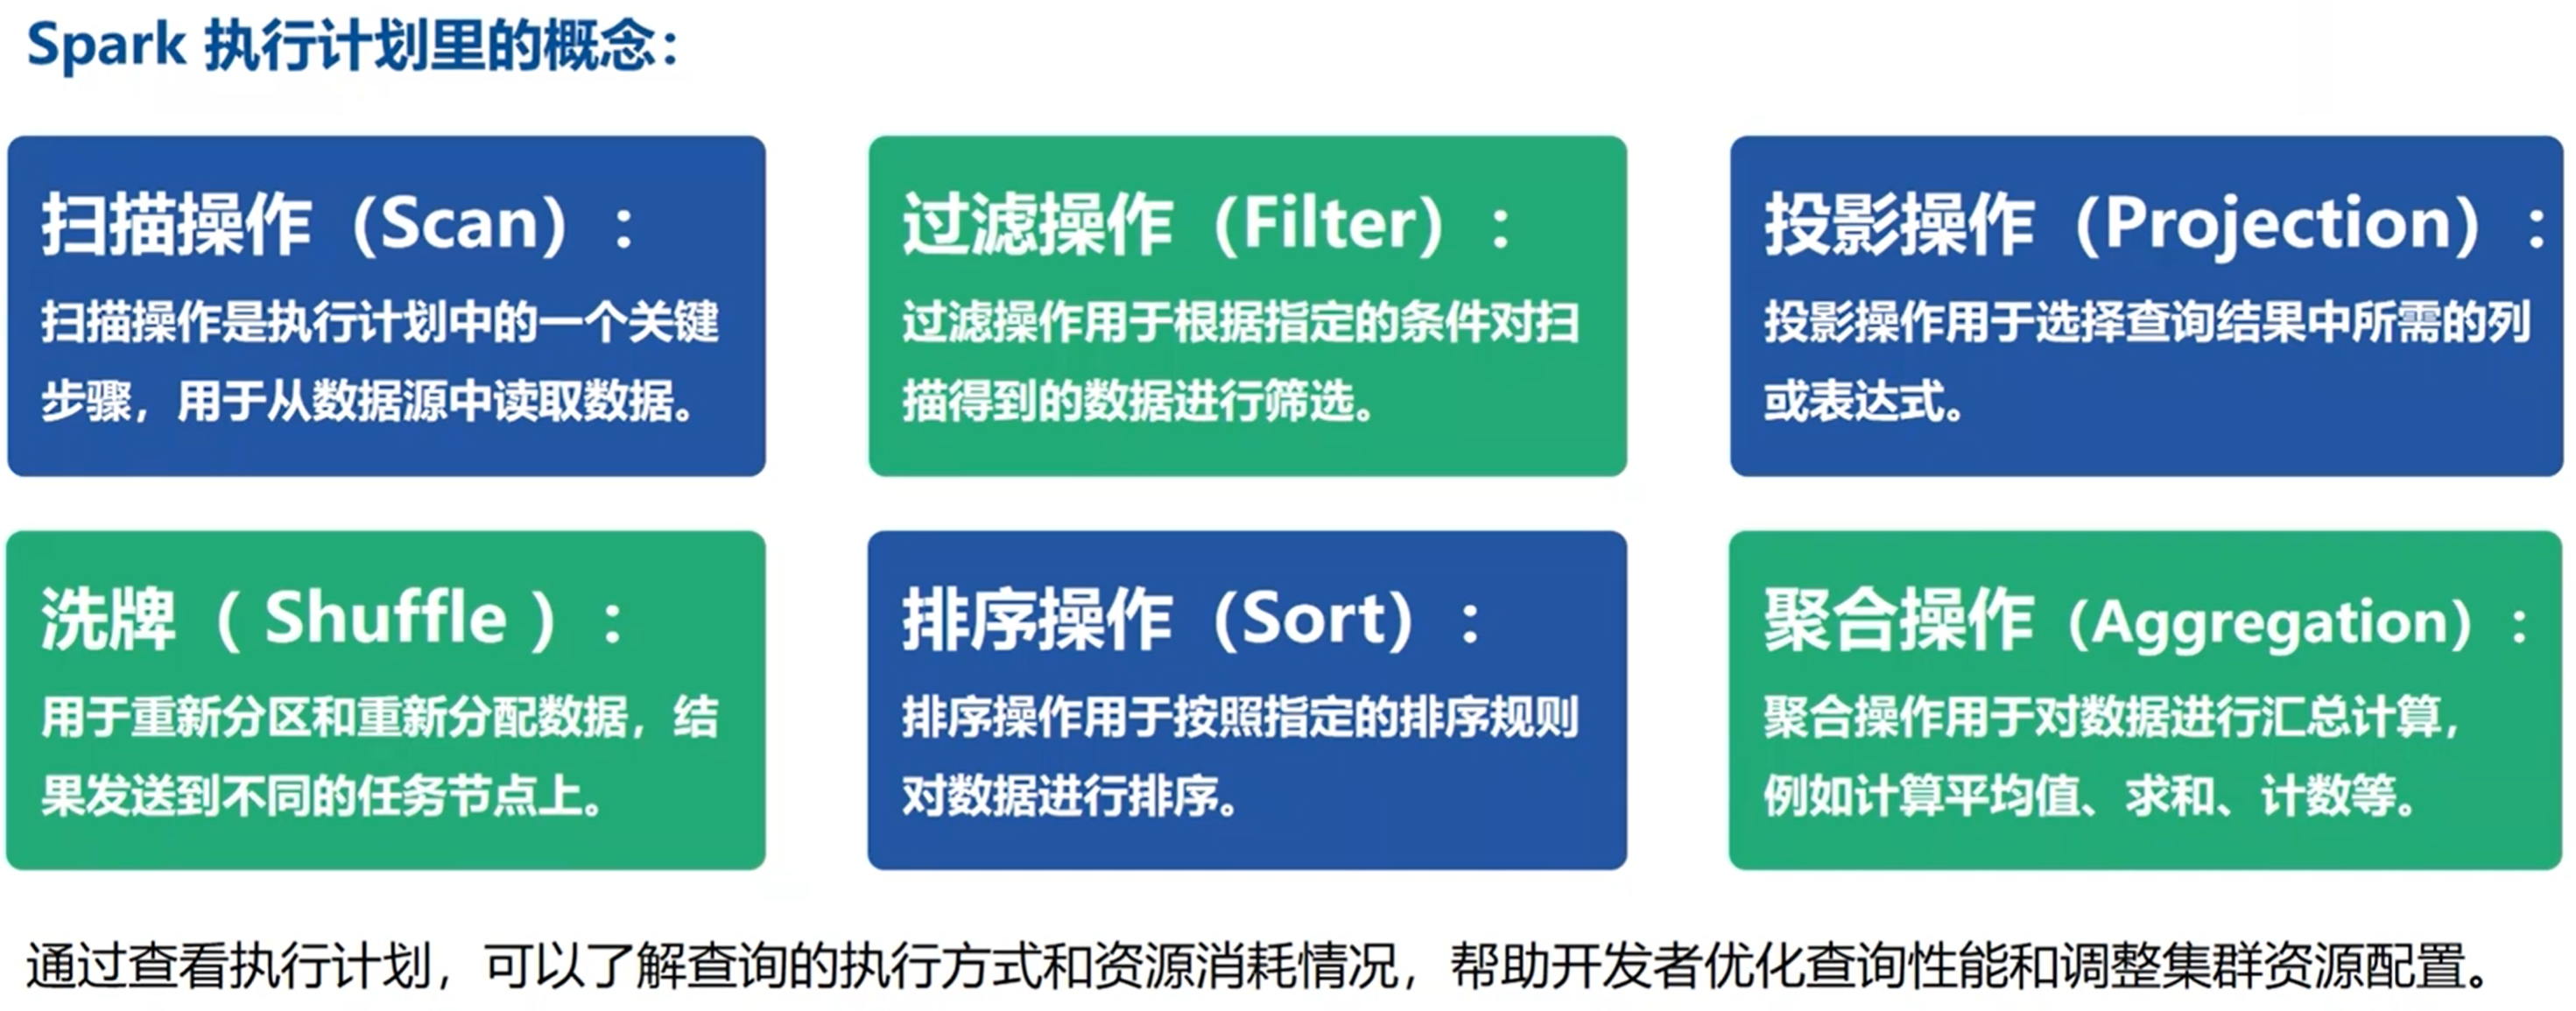 Spark 执行计划里的概念：
扫描操作（Scan）：
扫描操作是执行计划中的一个关键
步骤，用于从数据源中读取数据。
过滤操作（Filter）：
过滤操作用于根据指定的条件对扫
描得到的数据进行筛选。
投影操作（Projection）：
投影操作用于选择查询结果中所需的列
或表达式。
洗牌（ Shuffle ）：
用于重新分区和重新分配数据，结
果发送到不同的任务节点上。
排序操作（Sort）：
排序操作用于按照指定的排序规则
对数据进行排序。
聚合操作（Aggregation）：
聚合操作用于对数据进行汇总计算，
例如计算平均值、求和、计数等。
通过查看执行计划，可以了解查询的执行方式和资源消耗情况，帮助开发者优化查询性能和调整集群资源配置。